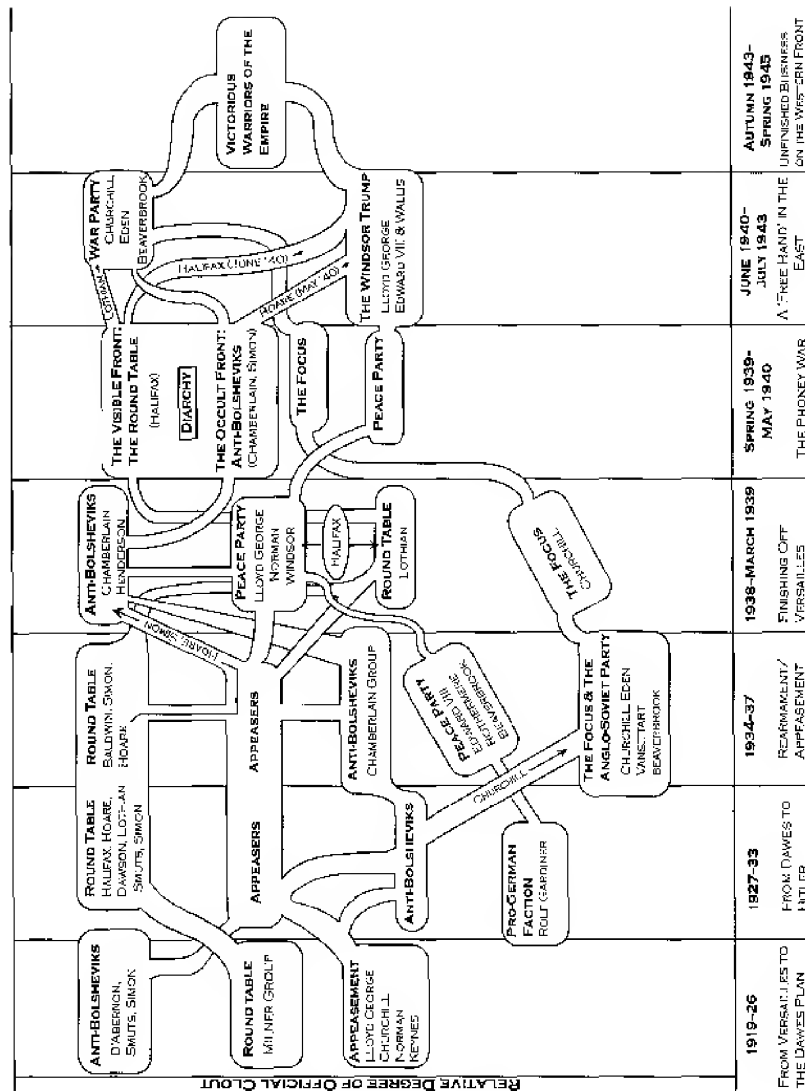 RELATIVE DEGREE OF OFFICIAL CLOUT
ANTI-BOLSHEVIKS
D'ABERNON,
SMUTS, SIMON
ROUND TABLE
MILNER GROUP
APPEASEMENT
LLOYD GEORGE
CHURCHILL
NORMAN
KEYNES
1919–26
FROM VERSAILLES TO
THE DAWES PLAN
ROUND TABLE
HALIFAX, HOARE,
DAWSON, LOTHIAN
SMUTS, SIMON
APPEASERS
ANTI-BOLSHEVIKS
PRO-GERMAN
FACTION
ROLF GARDINER
1927–33
FROM DAWES TO
HITLER
ROUND TABLE
BALDWIN, SIMON,
HOARE
APPEASERS
ANTI-BOLSHEVIKS
CHAMBERLAIN GROUP
PEACE PARTY
EDWARD VIII
ROTHERMERE
BEAVERBROOK
CHURCHILL
THE FOCUS & THE
ANGLO-SOVIET PARTY
CHURCHILL, EDEN
VANSITTART
BEAVERBROOK
1934–37
REARMAMENT/
APPEASEMENT
HOARE, SIMON
ANTI-BOLSHEVIKS
CHAMBERLAIN
HENDERSON
PEACE PARTY
LLOYD GEORGE
NORMAN
WINDSOR
HALIFAX
ROUND TABLE
LOTHIAN
THE FOCUS
CHURCHILL
1938–MARCH 1939
FINISHING OFF
VERSAILLES
THE VISIBLE FRONT:
THE ROUND TABLE
(HALIFAX)
DIARCHY
THE OCCULT FRONT:
ANTI-BOLSHEVIKS
(CHAMBERLAIN, SIMON)
THE FOCUS
PEACE PARTY
SPRING 1939–
MAY 1940
THE PHONEY WAR
LOTHIAN
WAR PARTY
CHURCHILL
EDEN
BEAVERBROOK
HALIFAX (JUNE '40)
HOARE (MAY '40)
THE WINDSOR TRUMP
LLOYD GEORGE
EDWARD VIII & WALLIS
JUNE 1940–
JULY 1943
A 'FREE HAND' IN THE
EAST
VICTORIOUS
WARRIORS OF THE
EMPIRE
AUTUMN 1943–
SPRING 1945
UNFINISHED BUSINESS
ON THE WESTERN FRONT